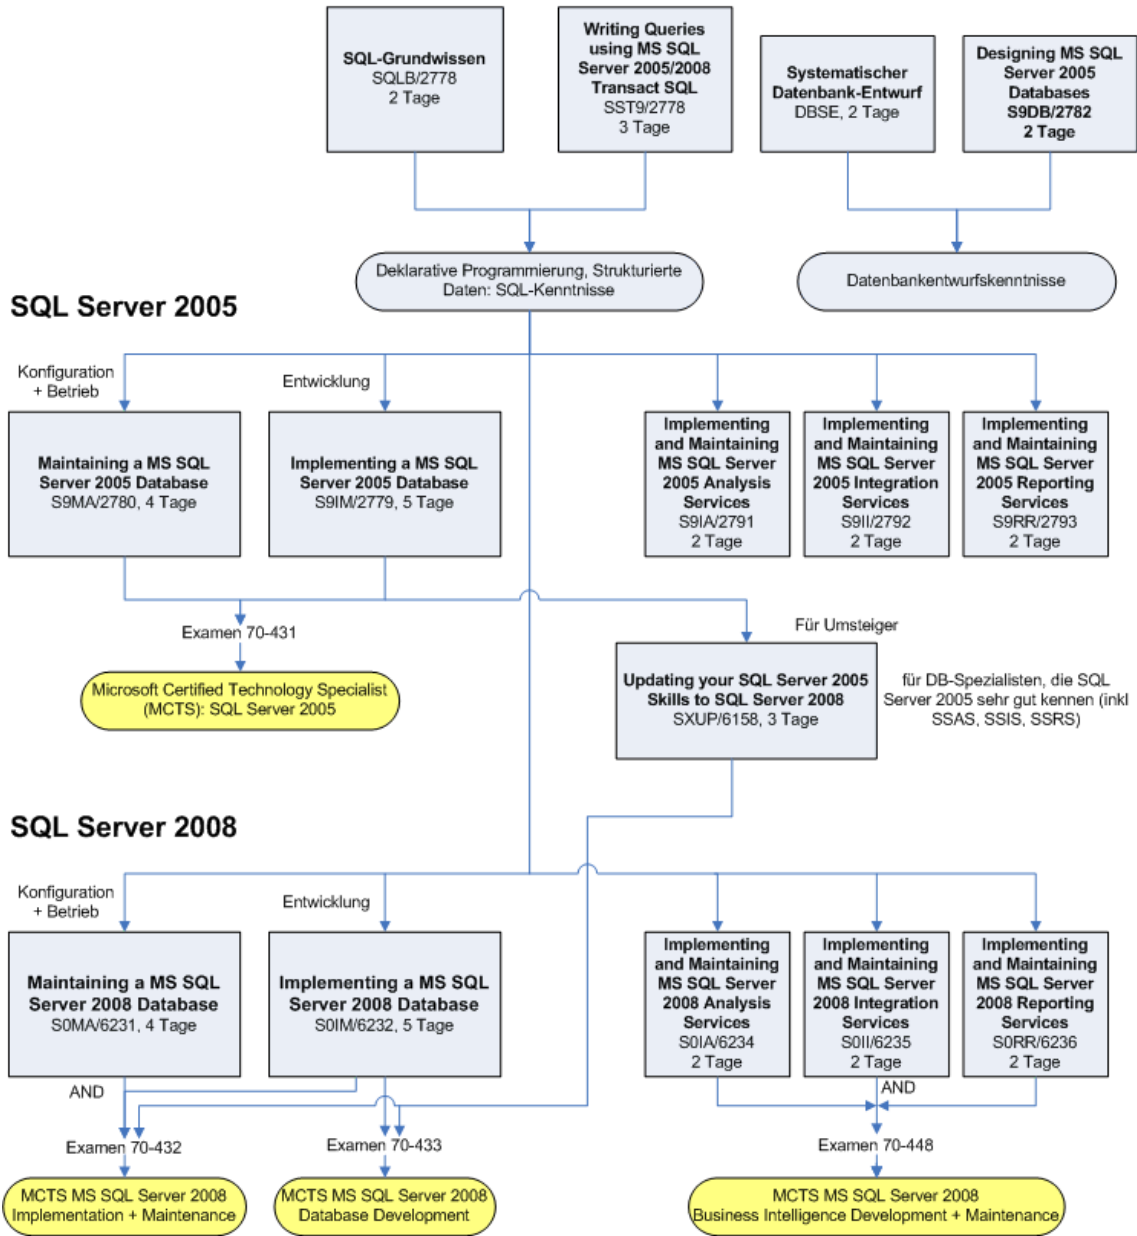 SQL-Grundwissen
SQLB/2778
2 Tage
Writing Queries
using MS SQL
Server 2005/2008
Transact SQL
SST9/2778
3 Tage
Systematischer
Datenbank-Entwurf
DBSE, 2 Tage
Designing MS SQL
Server 2005
Databases
S9DB/2782
2 Tage
Deklarative Programmierung, Strukturierte
Daten: SQL-Kenntnisse
Datenbankentwurfskenntnisse
SQL Server 2005
Konfiguration
+ Betrieb
Entwicklung
Maintaining a MS SQL
Server 2005 Database
S9MA/2780, 4 Tage
Implementing a MS SQL
Server 2005 Database
S9IM/2779, 5 Tage
Implementing
and Maintaining
MS SQL Server
2005 Analysis
Services
S9IA/2791
2 Tage
Implementing
and Maintaining
MS SQL Server
2005 Integration
Services
S9II/2792
2 Tage
Implementing
and Maintaining
MS SQL Server
2005 Reporting
Services
S9RR/2793
2 Tage
Examen 70-431
Microsoft Certified Technology Specialist
(MCTS): SQL Server 2005
Für Umsteiger
Updating your SQL Server 2005
Skills to SQL Server 2008
SXUP/6158, 3 Tage
für DB-Spezialisten, die SQL
Server 2005 sehr gut kennen (inkl
SSAS, SSIS, SSRS)
SQL Server 2008
Konfiguration
+ Betrieb
Entwicklung
Maintaining a MS SQL
Server 2008 Database
S0MA/6231, 4 Tage
Implementing a MS SQL
Server 2008 Database
S0IM/6232, 5 Tage
Implementing
and Maintaining
MS SQL Server
2008 Analysis
Services
S0IA/6234
2 Tage
Implementing
and Maintaining
MS SQL Server
2008 Integration
Services
S0II/6235
2 Tage
Implementing
and Maintaining
MS SQL Server
2008 Reporting
Services
S0RR/6236
2 Tage
AND
AND
Examen 70-432
Examen 70-433
Examen 70-448
MCTS MS SQL Server 2008
Implementation + Maintenance
MCTS MS SQL Server 2008
Database Development
MCTS MS SQL Server 2008
Business Intelligence Development + Maintenance